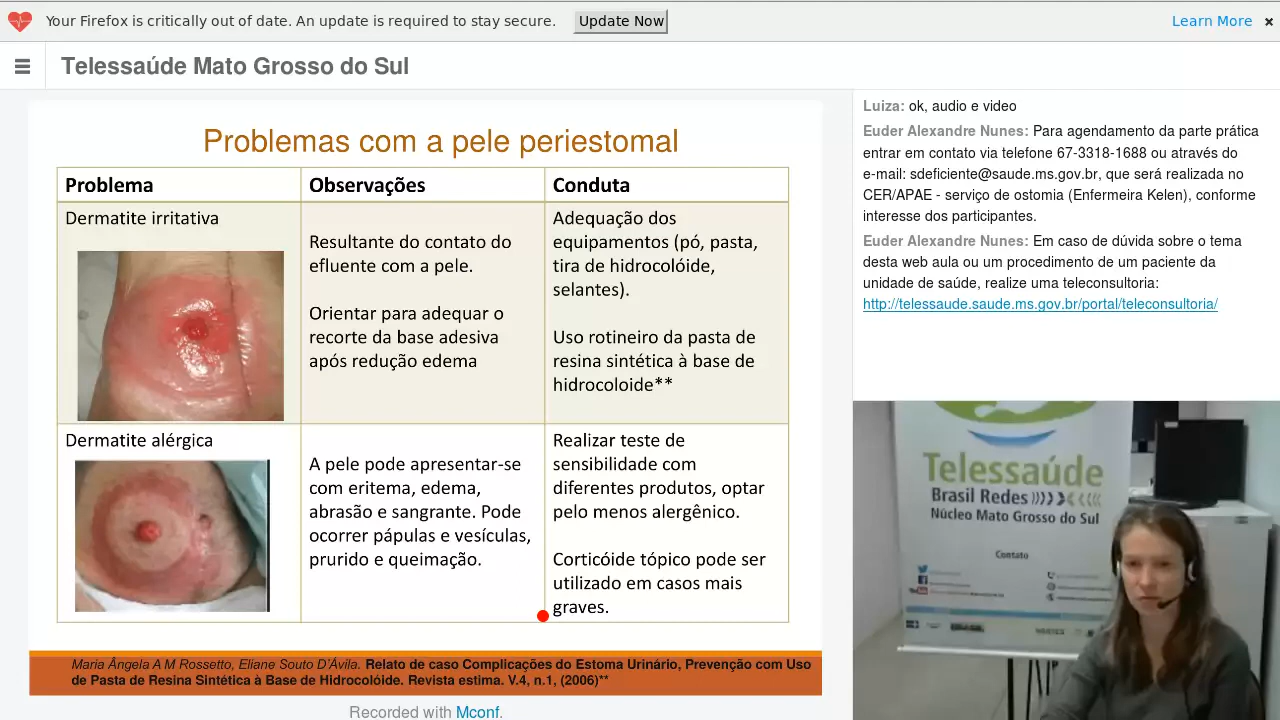 Your Firefox is critically out of date. An update is required to stay secure.
Update Now
Learn More
Telessaúde Mato Grosso do Sul
Problemas com a pele periestomal
Problema
Observações
Conduta
Dermatite irritativa
Resultante do contato do
efluente com a pele.
Orientar para adequar o
recorte da base adesiva
após redução edema
Adequação dos
equipamentos (pó, pasta,
tira de hidrocolóide,
selantes).
Uso rotineiro da pasta de
resina sintética à base de
hidrocoloide**
Dermatite alérgica
A pele pode apresentar-se
com eritema, edema,
abrasão e sangrante. Pode
ocorrer pápulas e vesículas,
prurido e queimação.
Realizar teste de
sensibilidade com
diferentes produtos, optar
pelo menos alergênico.
Corticóide tópico pode ser
utilizado em casos mais
graves.
Maria Ângela A M Rossetto, Eliane Souto D'Ávila. Relato de caso Complicações do Estoma Urinário, Prevenção com Uso
de Pasta de Resina Sintética à Base de Hidrocolóide. Revista estima. V.4, n.1, (2006)**
Recorded with Mconf.
Luiza: ok, audio e video
Euder Alexandre Nunes: Para agendamento da parte prática
entrar em contato via telefone 67-3318-1688 ou através do
e-mail: sdeficiente@saude.ms.gov.br, que será realizada no
CER/APAE - serviço de ostomia (Enfermeira Kelen), conforme
interesse dos participantes.
Euder Alexandre Nunes: Em caso de dúvida sobre o tema
desta web aula ou um procedimento de um paciente da
unidade de saúde, realize uma teleconsultoria:
http://telessaude.saude.ms.gov.br/portal/teleconsultoria/
Telessaúde
Brasil Redes
Núcleo Mato Grosso do Sul
Contato